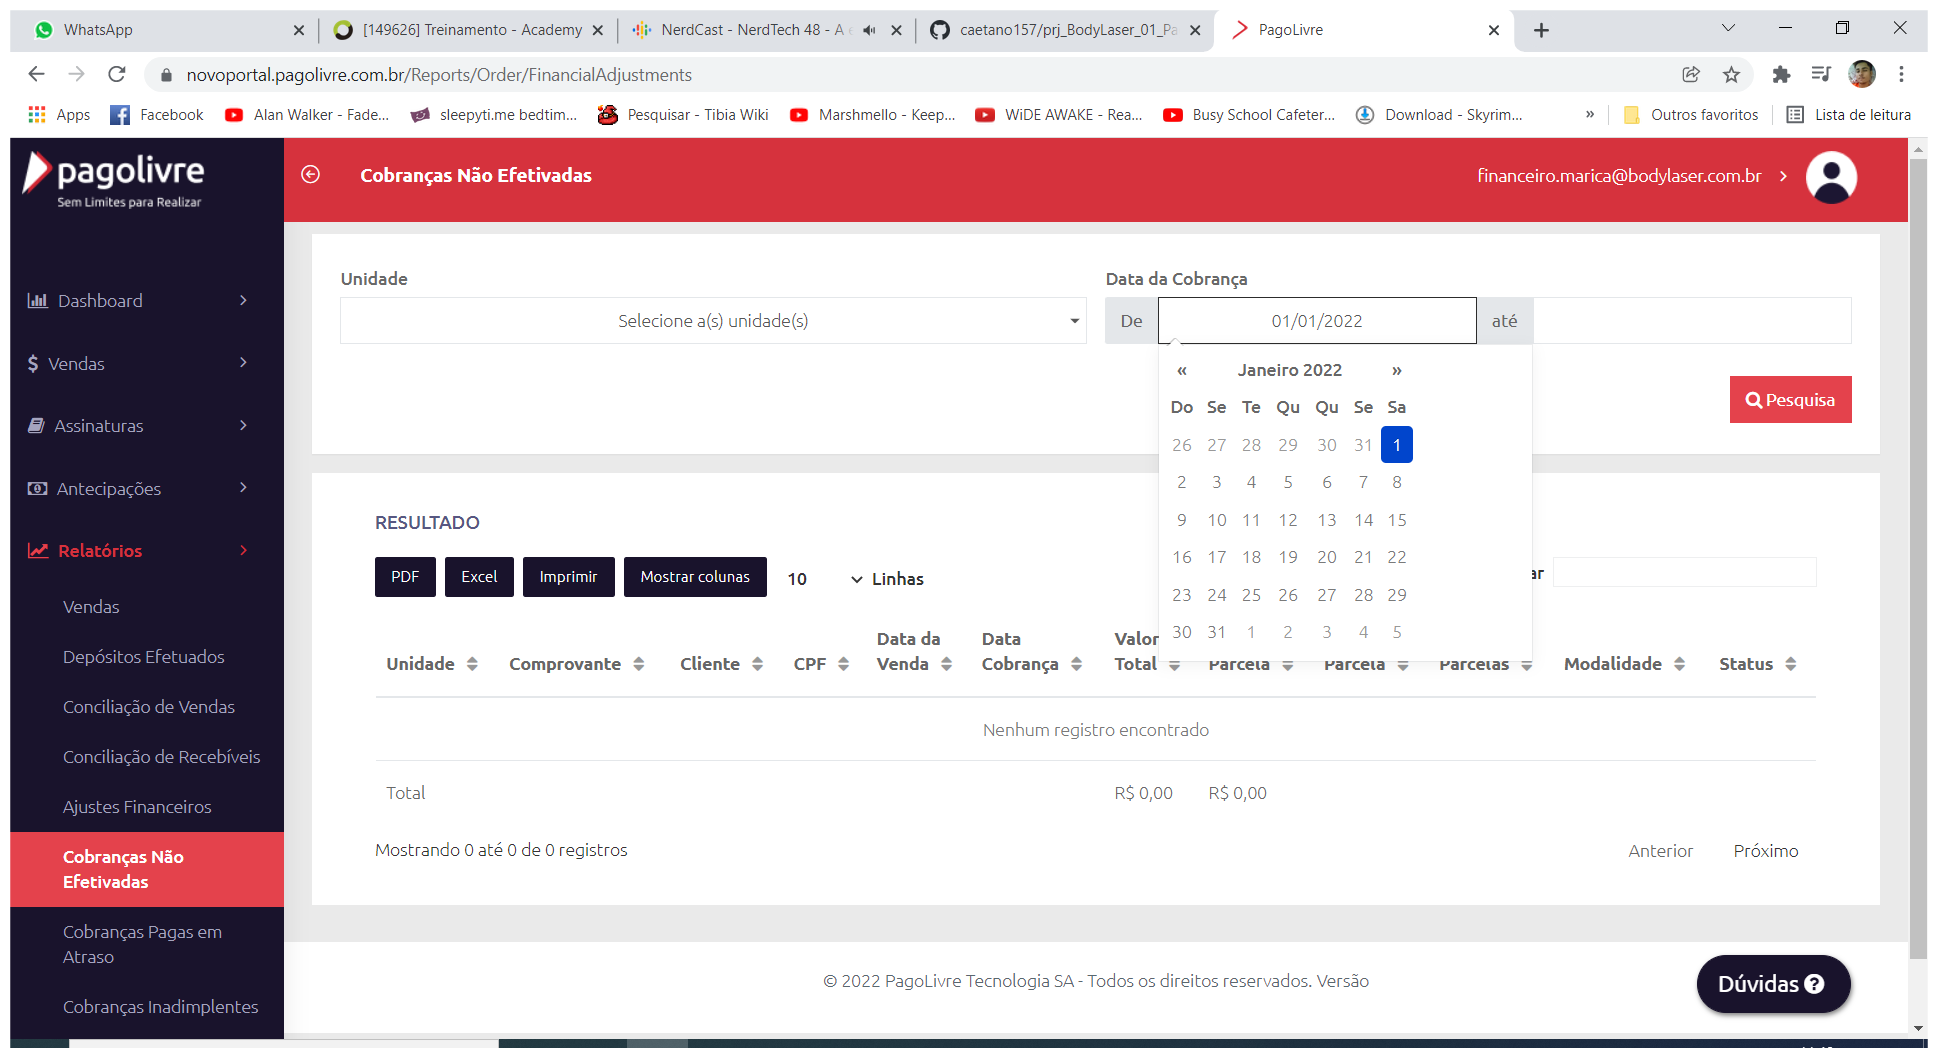 WhatsApp
[149626] Treinamento - Academy
NerdCast - NerdTech 48 - A
caetano157/prj_BodyLaser_01_Pa
PagoLivre
novoportal.pagolivre.com.br/Reports/Order/FinancialAdjustments
Apps
Facebook
Alan Walker - Fade...
sleepyti.me bedtim...
Pesquisar - Tibia Wiki
Marshmello - Keep...
WiDE AWAKE - Rea...
Busy School Cafeter...
Download - Skyrim...
»
Outros favoritos
Lista de leitura
pagolivre
Sem Limites para Realizar
Cobranças Não Efetivadas
financeiro.marica@bodylaser.com.br
Dashboard
Vendas
Assinaturas
Antecipações
Relatórios
Vendas
Depósitos Efetuados
Conciliação de Vendas
Conciliação de Recebíveis
Ajustes Financeiros
Cobranças Não
Efetivadas
Cobranças Pagas em
Atraso
Cobranças Inadimplentes
Unidade
Selecione a(s) unidade(s)
Data da Cobrança
De 01/01/2022 até
« Janeiro 2022 »
Do Se Te Qu Qu Se Sa
26 27 28 29 30 31 1
2 3 4 5 6 7 8
9 10 11 12 13 14 15
16 17 18 19 20 21 22
23 24 25 26 27 28 29
30 31 1 2 3 4 5
Pesquisa
RESULTADO
PDF
Excel
Imprimir
Mostrar colunas
10 Linhas
ar
Unidade
Comprovante
Cliente
CPF
Data da
Venda
Data
Cobrança
Valor
Total
Parcela
Parcela
Parcelas
Modalidade
Status
Nenhum registro encontrado
Total R$ 0,00 R$ 0,00
Mostrando 0 até 0 de 0 registros
Anterior
Próximo
© 2022 PagoLivre Tecnologia SA - Todos os direitos reservados. Versão
Dúvidas